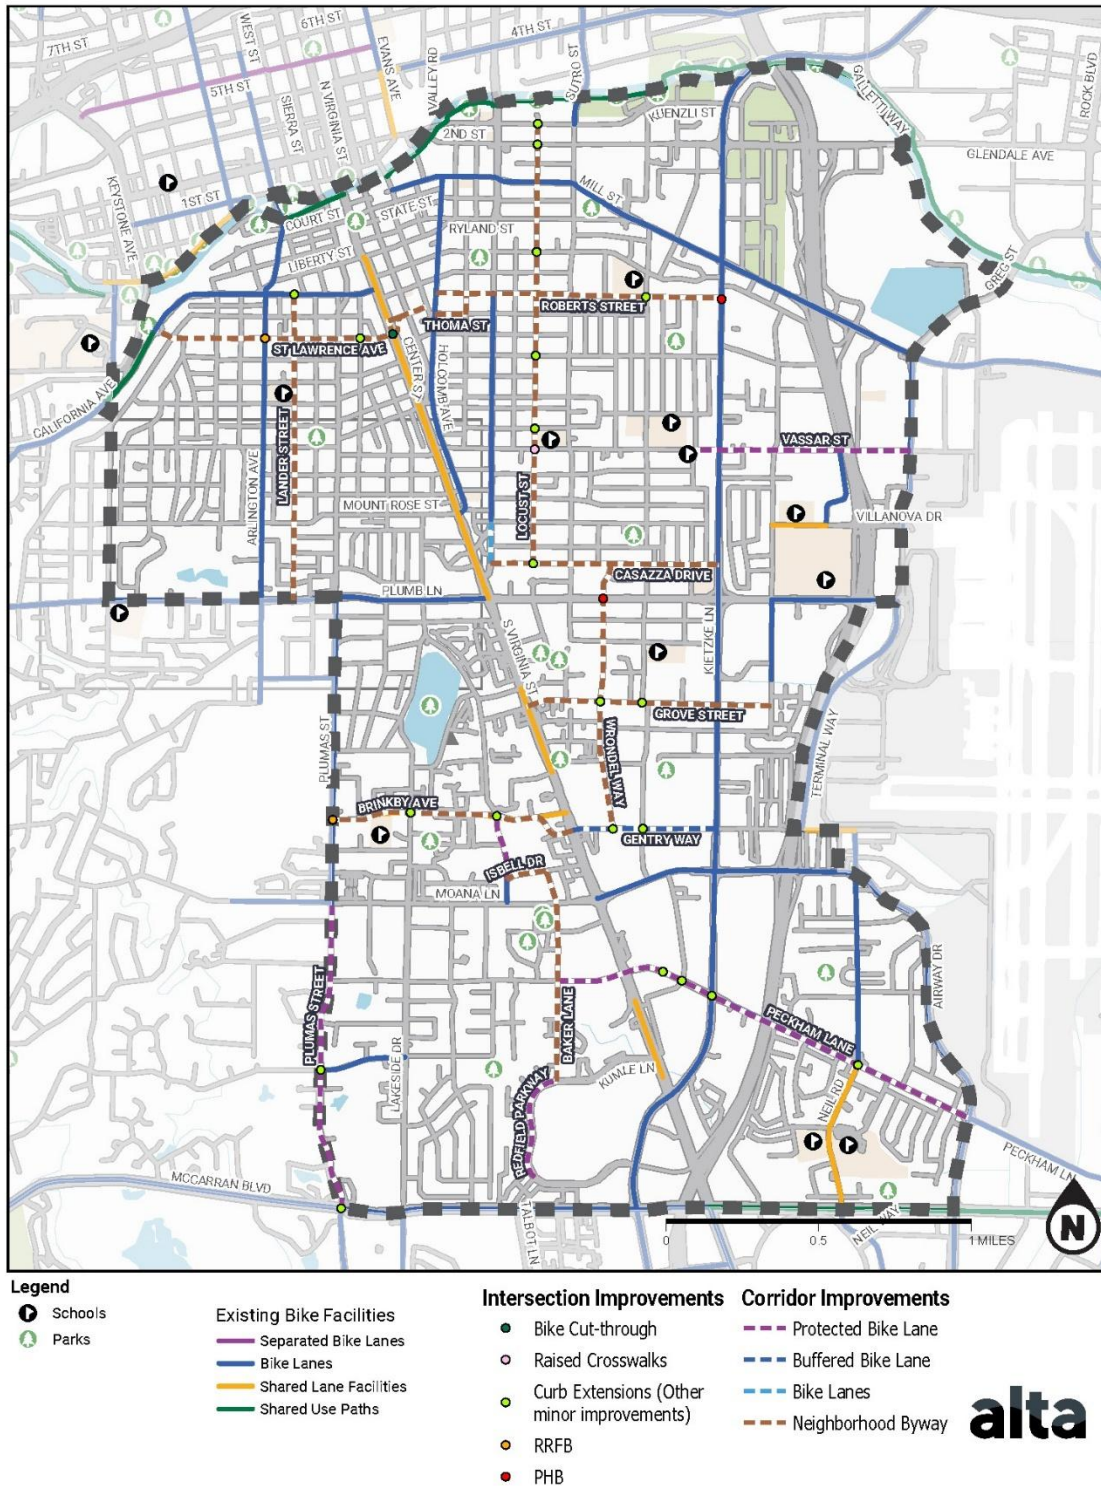 7TH ST
WEST ST
6TH ST
EVANS AVE
4TH ST
VALLEY RD
SUTRO ST
GALLETTI WAY
ROCK BLVD
5TH ST
SIERRA ST
N VIRGINIA ST
2ND ST
KUENZLI ST
GLENDALE AVE
KEYSTONE AVE
1ST ST
COURT ST
STATE ST
MILL ST
RYLAND ST
LIBERTY ST
GREG ST
ROBERTS STREET
THOMA ST
ST LAWRENCE AVE
CENTER ST
HOLCOMB AVE
CALIFORNIA AVE
LANDER STREET
ARLINGTON AVE
VASSAR ST
LOCUST ST
MOUNT ROSE ST
VILLANOVA DR
CASAZZA DRIVE
PLUMB LN
KIETZKE LN
S VIRGINIA ST
GROVE STREET
PLUMAS ST
WRONDEL WAY
TERMINAL WAY
BRINKBY AVE
GENTRY WAY
ISBELL DR
MOANA LN
AIRWAY DR
PLUMAS STREET
BAKER LANE
PECKHAM LANE
LAKESIDE DR
KUMLE LN
REDFIELD PARKWAY
NEIL RD
PECKHAM LN
MCCARRAN BLVD
TALBOT LN
NEIL WAY
N
0 0.5 1 MILES
Legend
Schools
Parks
Existing Bike Facilities
Separated Bike Lanes
Bike Lanes
Shared Lane Facilities
Shared Use Paths
Intersection Improvements
Bike Cut-through
Raised Crosswalks
Curb Extensions (Other
minor improvements)
RRFB
PHB
Corridor Improvements
Protected Bike Lane
Buffered Bike Lane
Bike Lanes
Neighborhood Byway
alta